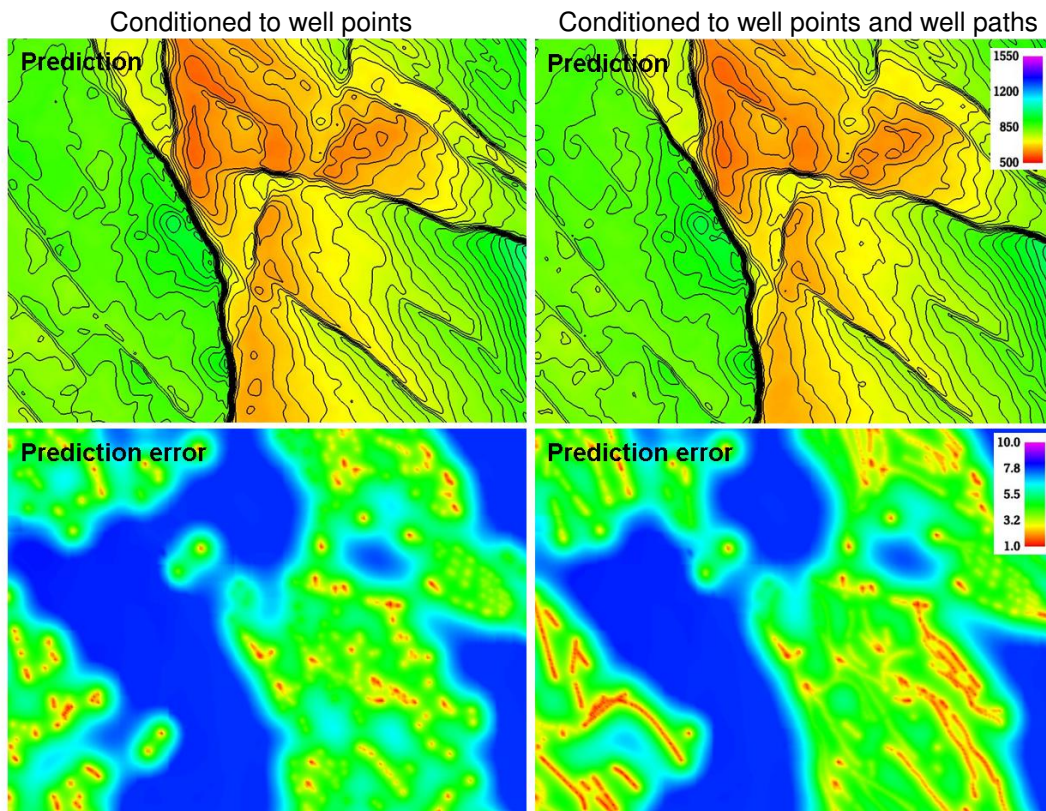 Conditioned to well points
Conditioned to well points and well paths
Prediction
Prediction
1550
1200
850
500
Prediction error
Prediction error
10.0
7.8
5.5
3.2
1.0